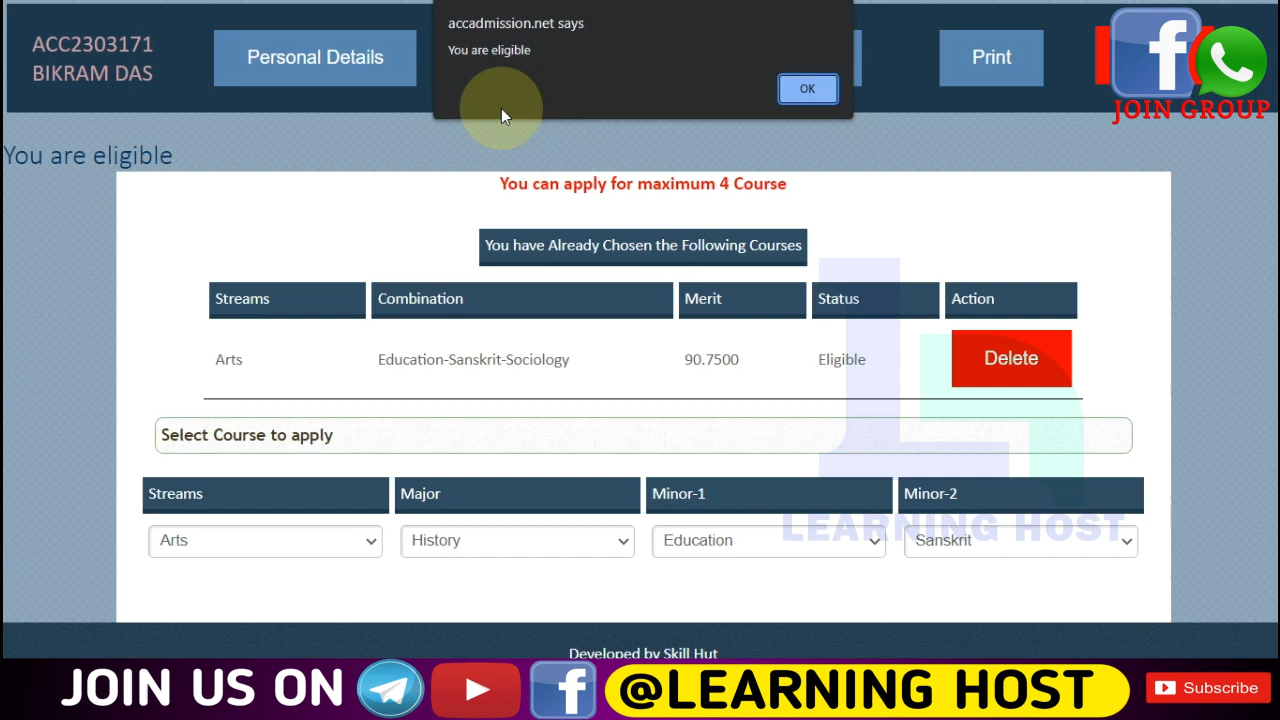 accadmission.net says
You are eligible
OK
ACC2303171
BIKRAM DAS
Personal Details
Print
JOIN GROUP
You are eligible
You can apply for maximum 4 Course
You have Already Chosen the Following Courses
Streams Combination Merit Status Action
Arts Education-Sanskrit-Sociology 90.7500 Eligible Delete
Select Course to apply
Streams Major Minor-1 Minor-2
Arts History Education Sanskrit
LEARNING HOST
Developed by Skill Hut
JOIN US ON @LEARNING HOST Subscribe